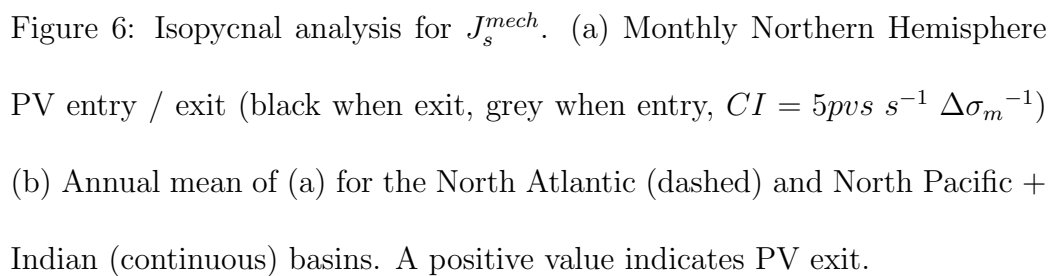 Figure 6: Isopycnal analysis for $J_s^{mech}$. (a) Monthly Northern Hemisphere
PV entry / exit (black when exit, grey when entry, $CI = 5pvs\ s^{-1}\ \Delta\sigma_m{}^{-1}$)
(b) Annual mean of (a) for the North Atlantic (dashed) and North Pacific +
Indian (continuous) basins. A positive value indicates PV exit.